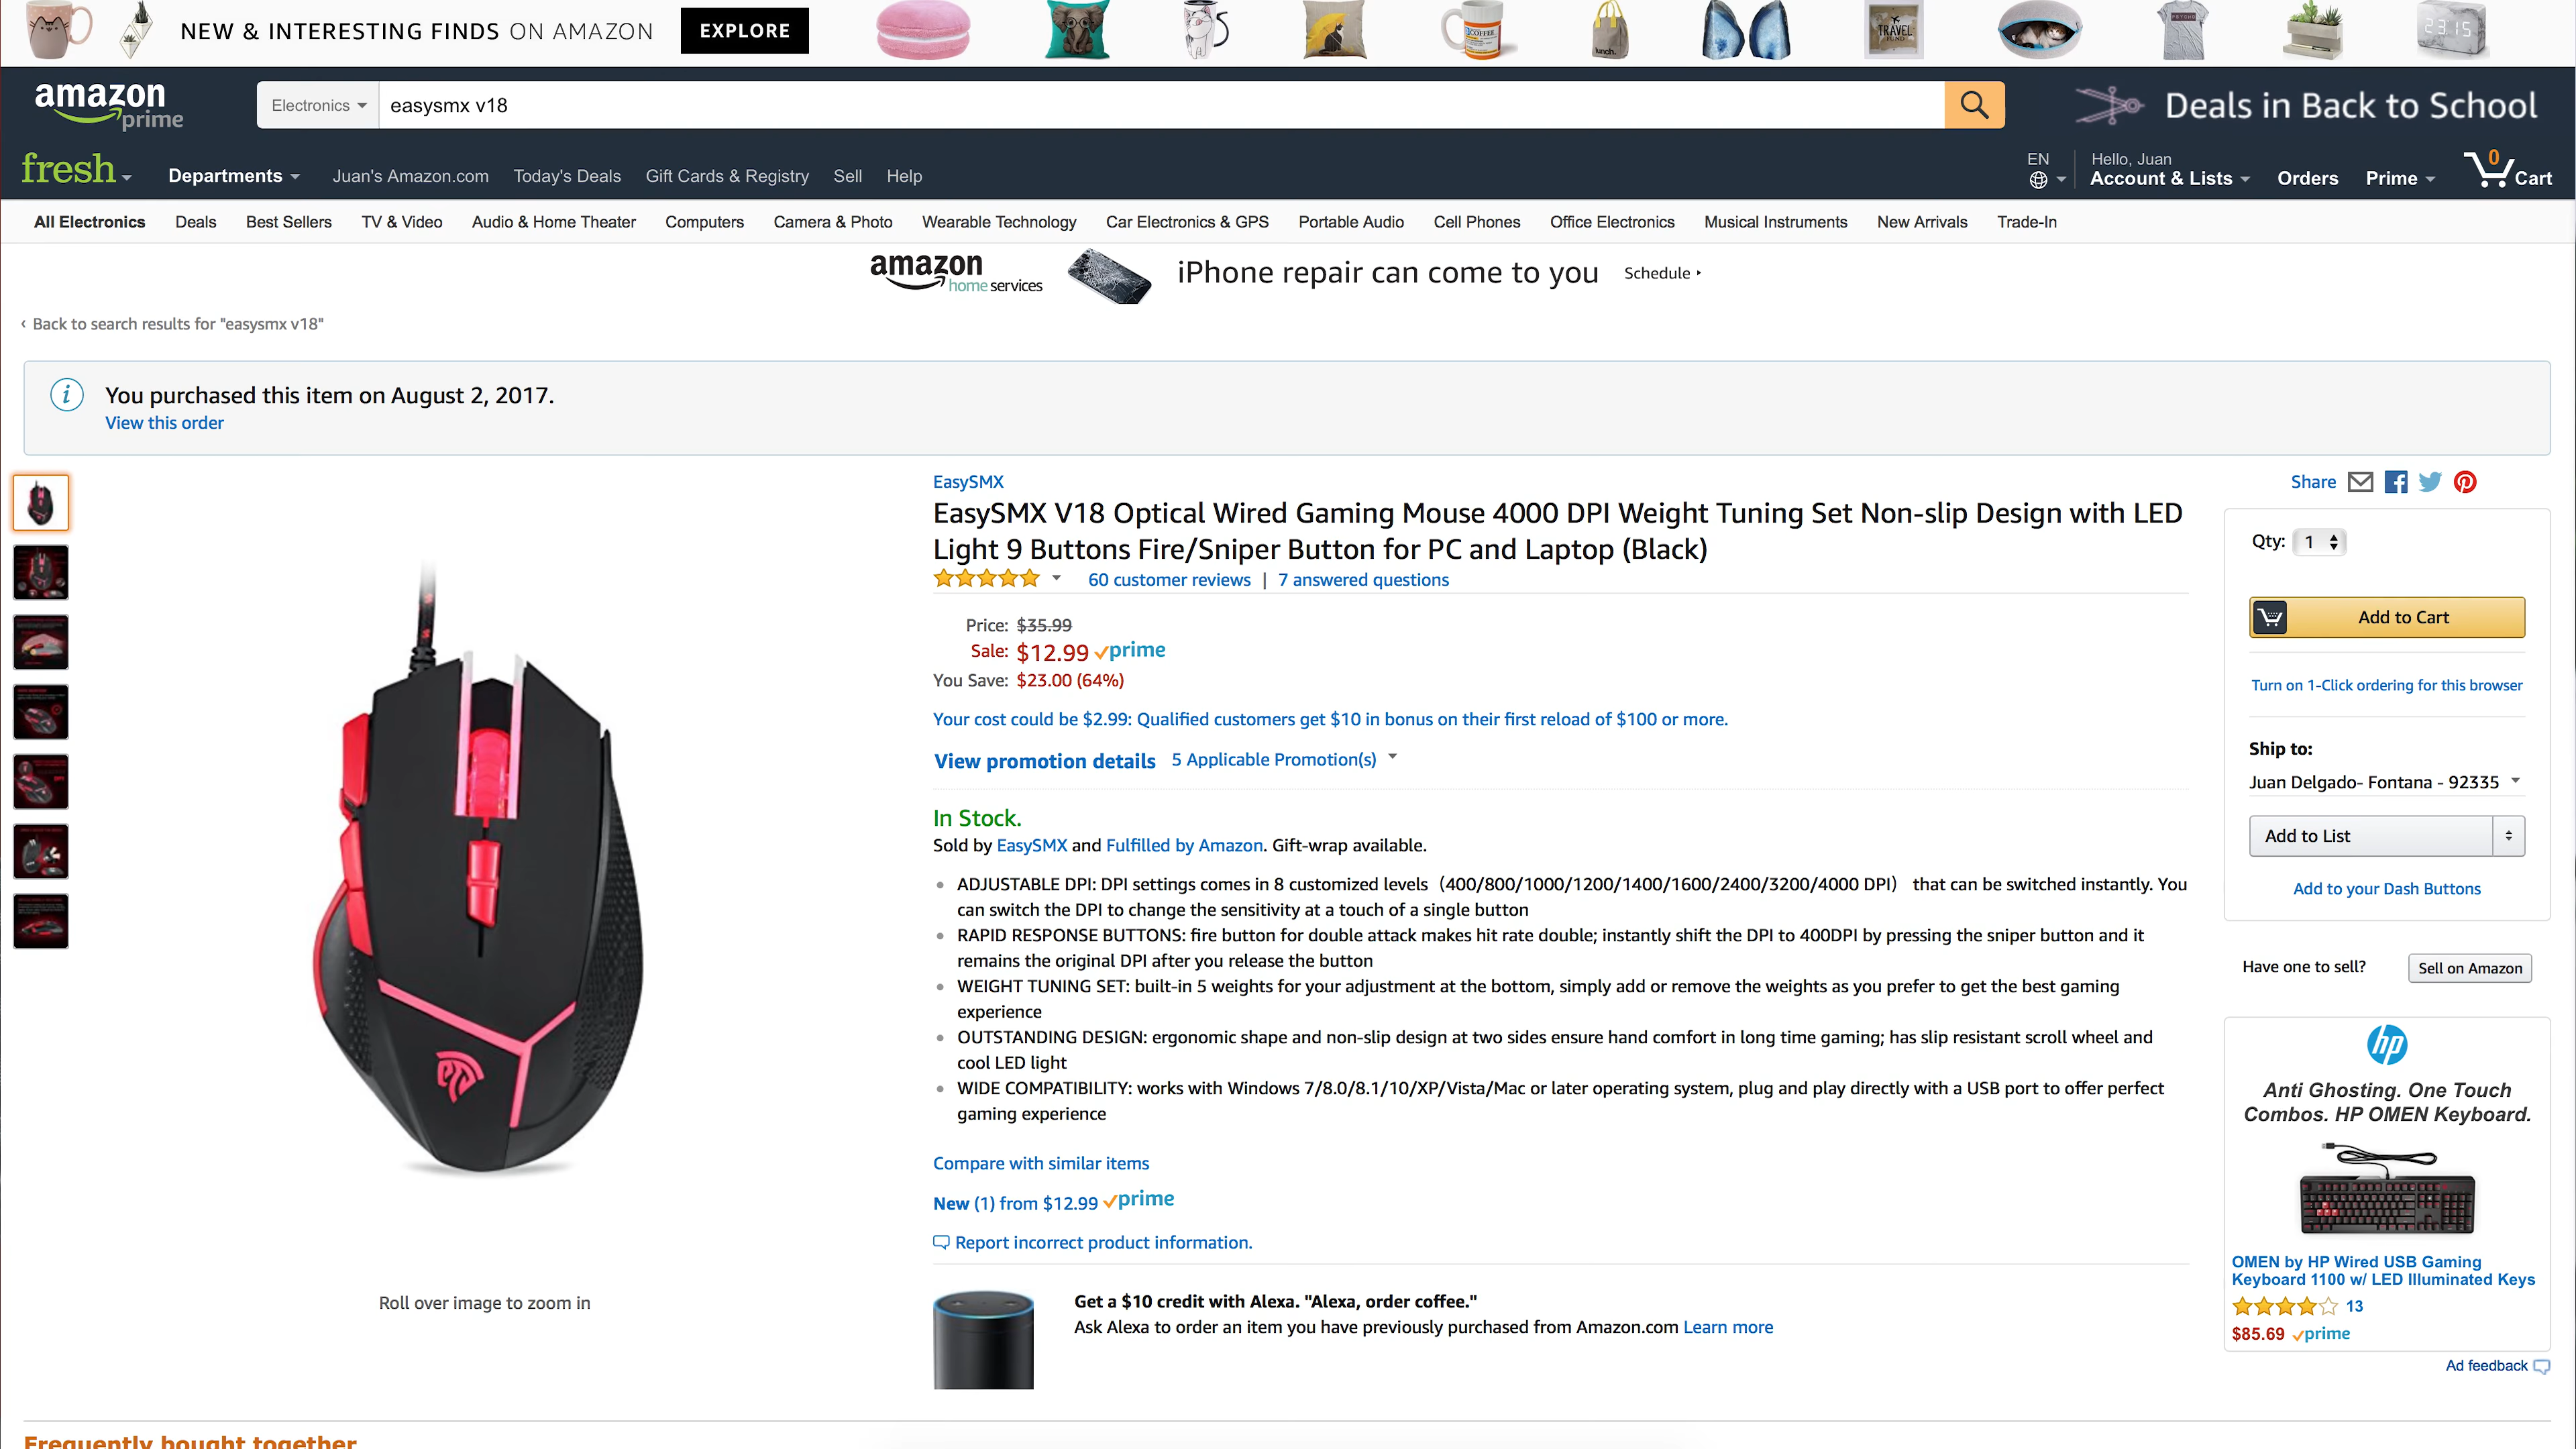 NEW & INTERESTING FINDS ON AMAZON EXPLORE
COFFEE
lunch.
TRAVEL
FUND
23:15
amazon
prime
Electronics
easysmx v18
Deals in Back to School
fresh
Departments
Juan's Amazon.com
Today's Deals
Gift Cards & Registry
Sell
Help
EN
Hello, Juan
Account & Lists
Orders
Prime
0
Cart
All Electronics
Deals
Best Sellers
TV & Video
Audio & Home Theater
Computers
Camera & Photo
Wearable Technology
Car Electronics & GPS
Portable Audio
Cell Phones
Office Electronics
Musical Instruments
New Arrivals
Trade-In
amazon
home services
iPhone repair can come to you
Schedule ‣
‹ Back to search results for "easysmx v18"
You purchased this item on August 2, 2017.
View this order
EasySMX
EasySMX V18 Optical Wired Gaming Mouse 4000 DPI Weight Tuning Set Non-slip Design with LED
Light 9 Buttons Fire/Sniper Button for PC and Laptop (Black)
60 customer reviews | 7 answered questions
Price: $35.99
Sale: $12.99 prime
You Save: $23.00 (64%)
Your cost could be $2.99: Qualified customers get $10 in bonus on their first reload of $100 or more.
View promotion details 5 Applicable Promotion(s)
In Stock.
Sold by EasySMX and Fulfilled by Amazon. Gift-wrap available.
• ADJUSTABLE DPI: DPI settings comes in 8 customized levels（400/800/1000/1200/1400/1600/2400/3200/4000 DPI） that can be switched instantly. You
can switch the DPI to change the sensitivity at a touch of a single button
• RAPID RESPONSE BUTTONS: fire button for double attack makes hit rate double; instantly shift the DPI to 400DPI by pressing the sniper button and it
remains the original DPI after you release the button
• WEIGHT TUNING SET: built-in 5 weights for your adjustment at the bottom, simply add or remove the weights as you prefer to get the best gaming
experience
• OUTSTANDING DESIGN: ergonomic shape and non-slip design at two sides ensure hand comfort in long time gaming; has slip resistant scroll wheel and
cool LED light
• WIDE COMPATIBILITY: works with Windows 7/8.0/8.1/10/XP/Vista/Mac or later operating system, plug and play directly with a USB port to offer perfect
gaming experience
Compare with similar items
New (1) from $12.99 prime
Report incorrect product information.
Roll over image to zoom in
Get a $10 credit with Alexa. "Alexa, order coffee."
Ask Alexa to order an item you have previously purchased from Amazon.com Learn more
Share
Qty: 1
Add to Cart
Turn on 1-Click ordering for this browser
Ship to:
Juan Delgado- Fontana - 92335
Add to List
Add to your Dash Buttons
Have one to sell?
Sell on Amazon
hp
Anti Ghosting. One Touch
Combos. HP OMEN Keyboard.
OMEN by HP Wired USB Gaming
Keyboard 1100 w/ LED Illuminated Keys
13
$85.69 prime
Ad feedback
Frequently bought together